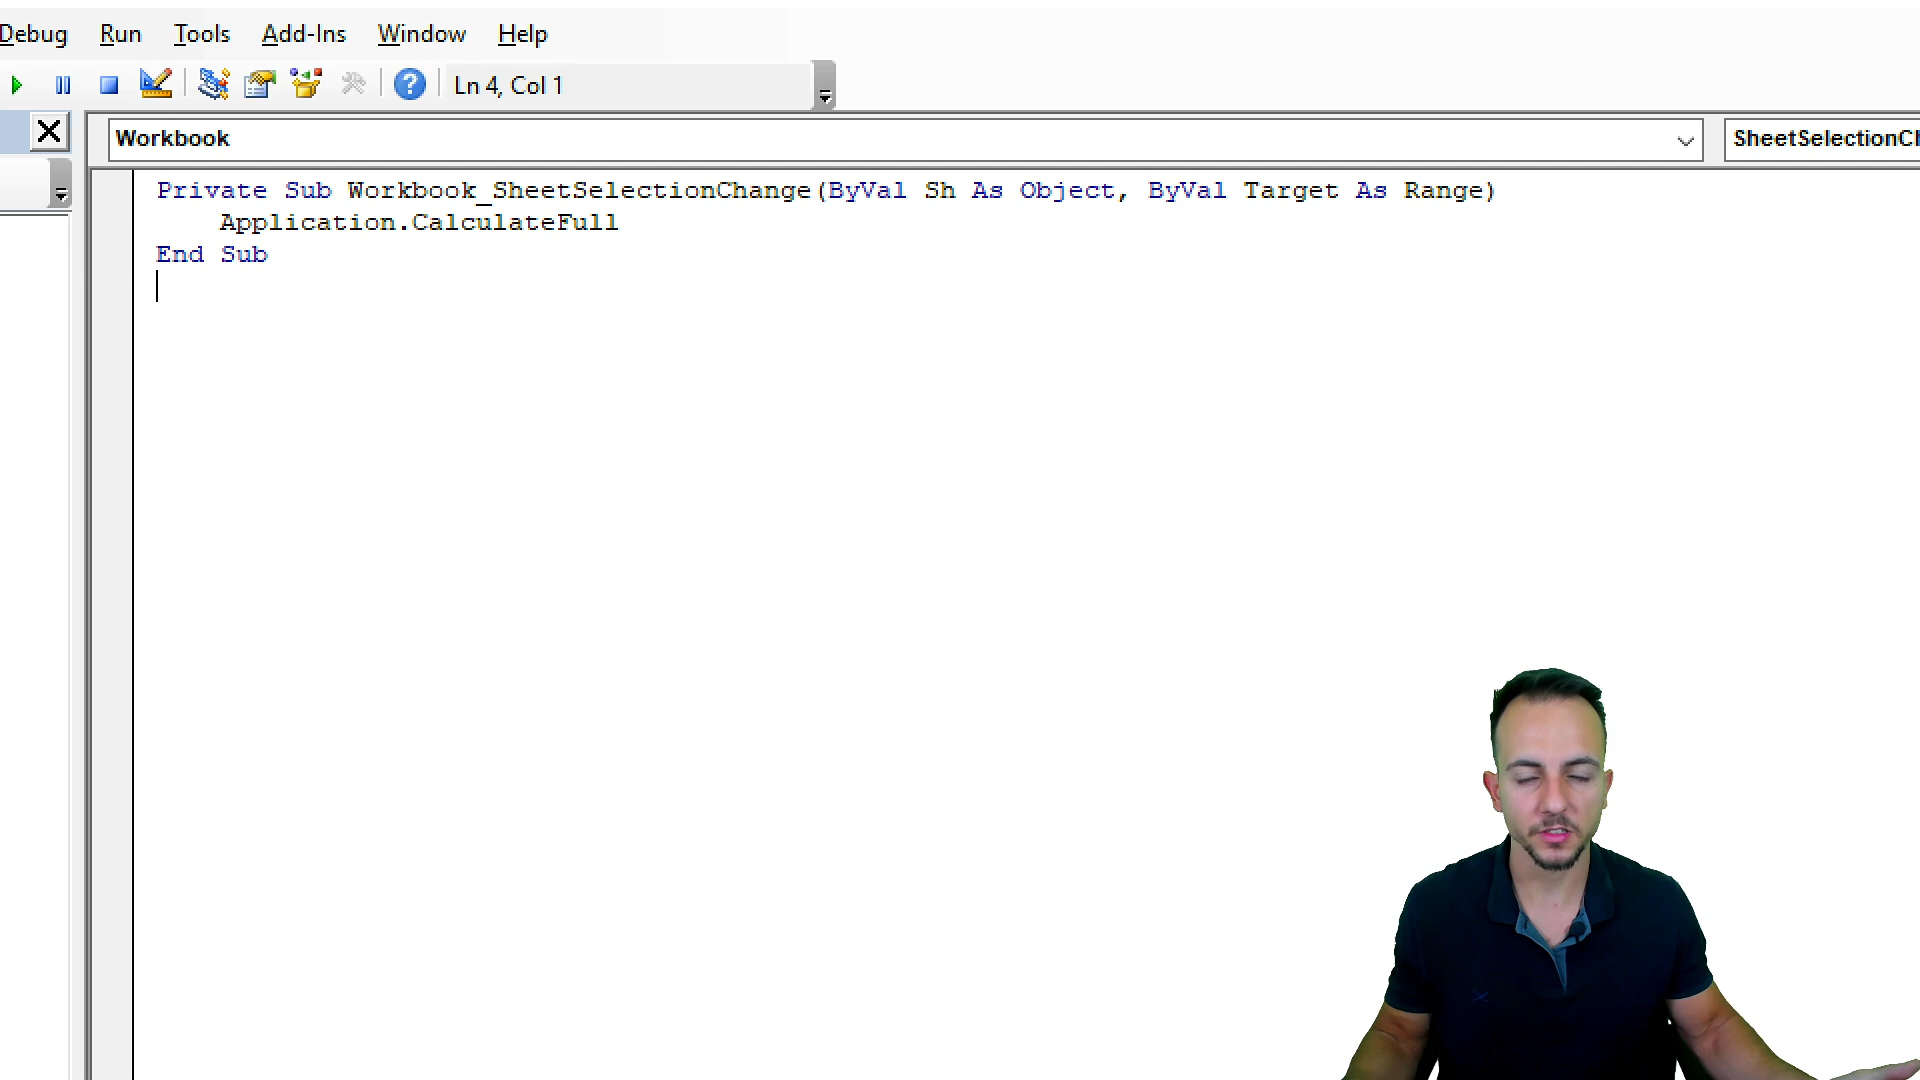 Debug Run Tools Add-Ins Window Help
Ln 4, Col 1
Workbook
SheetSelectionCh
Private Sub Workbook_SheetSelectionChange(ByVal Sh As Object, ByVal Target As Range)
Application.CalculateFull
End Sub